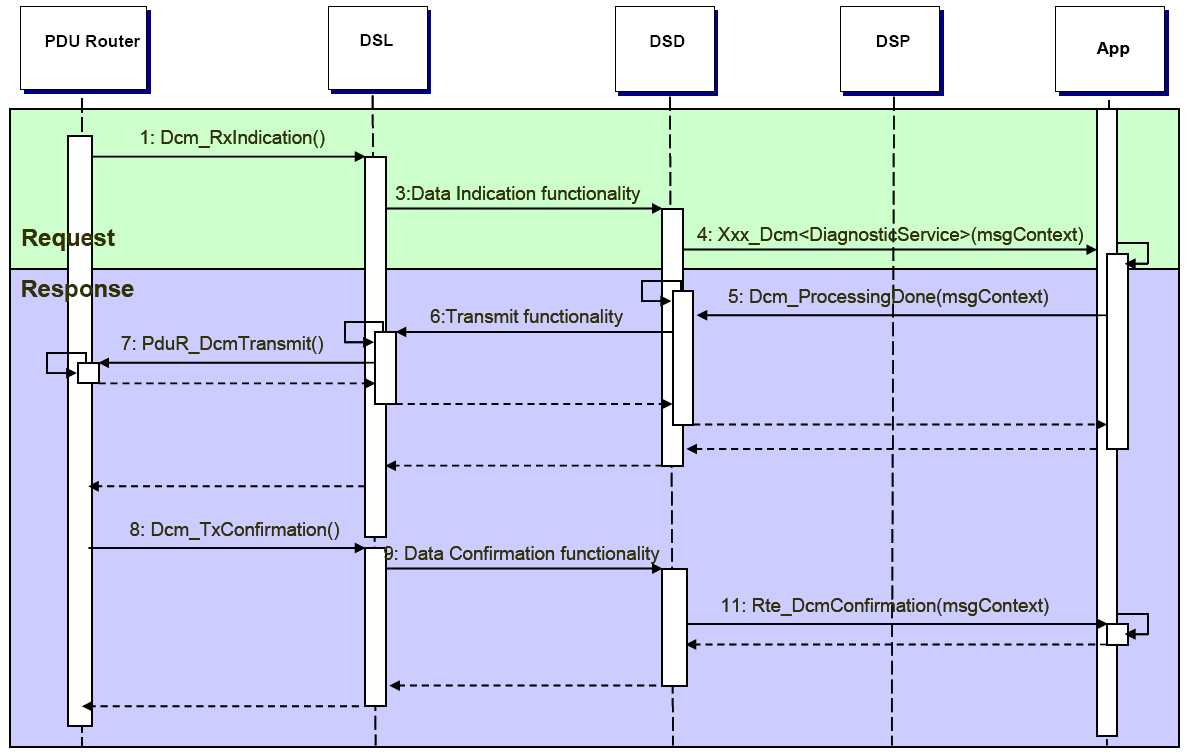 PDU Router
DSL
DSD
DSP
App
1: Dcm_RxIndication()
3:Data Indication functionality
4: Xxx_Dcm<DiagnosticService>(msgContext)
Request
Response
5: Dcm_ProcessingDone(msgContext)
6:Transmit functionality
7: PduR_DcmTransmit()
8: Dcm_TxConfirmation()
9: Data Confirmation functionality
11: Rte_DcmConfirmation(msgContext)